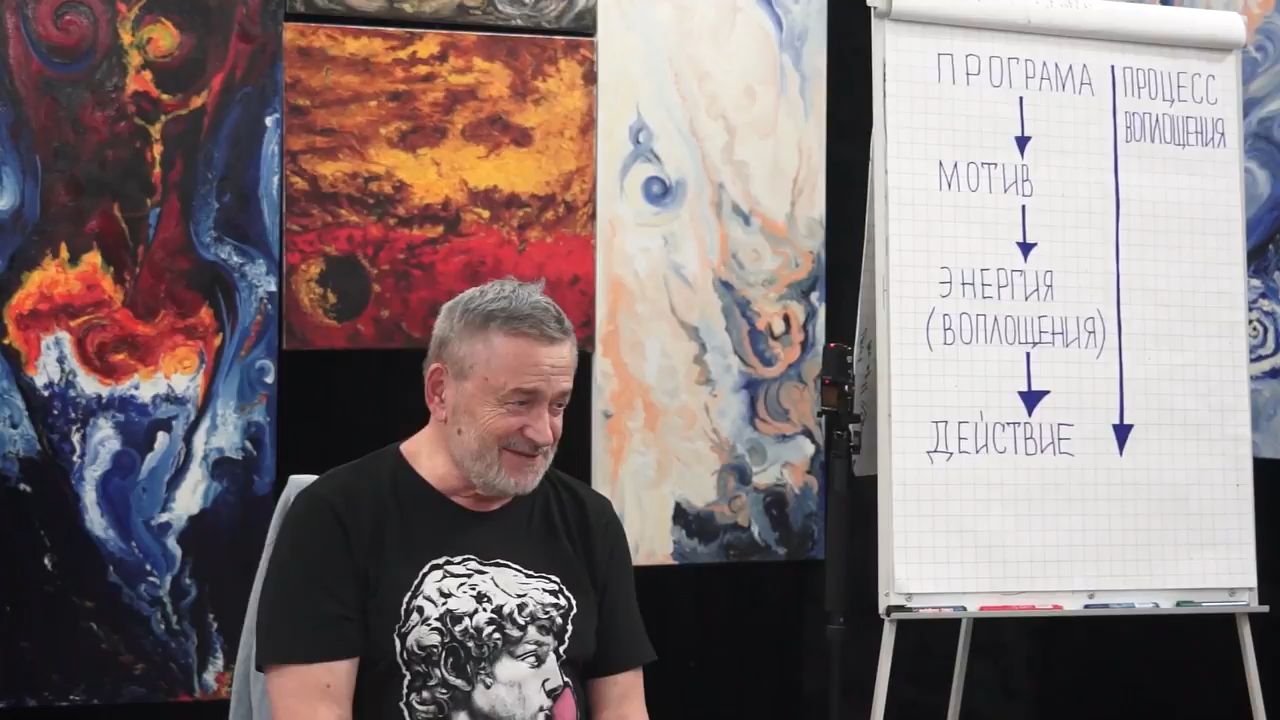 ПРОГРАМА
МОТИВ
ЭНЕРГИЯ
(ВОПЛОЩЕНИЯ)
ДЕЙСТВИЕ
ПРОЦЕСС
ВОПЛОЩЕНИЯ